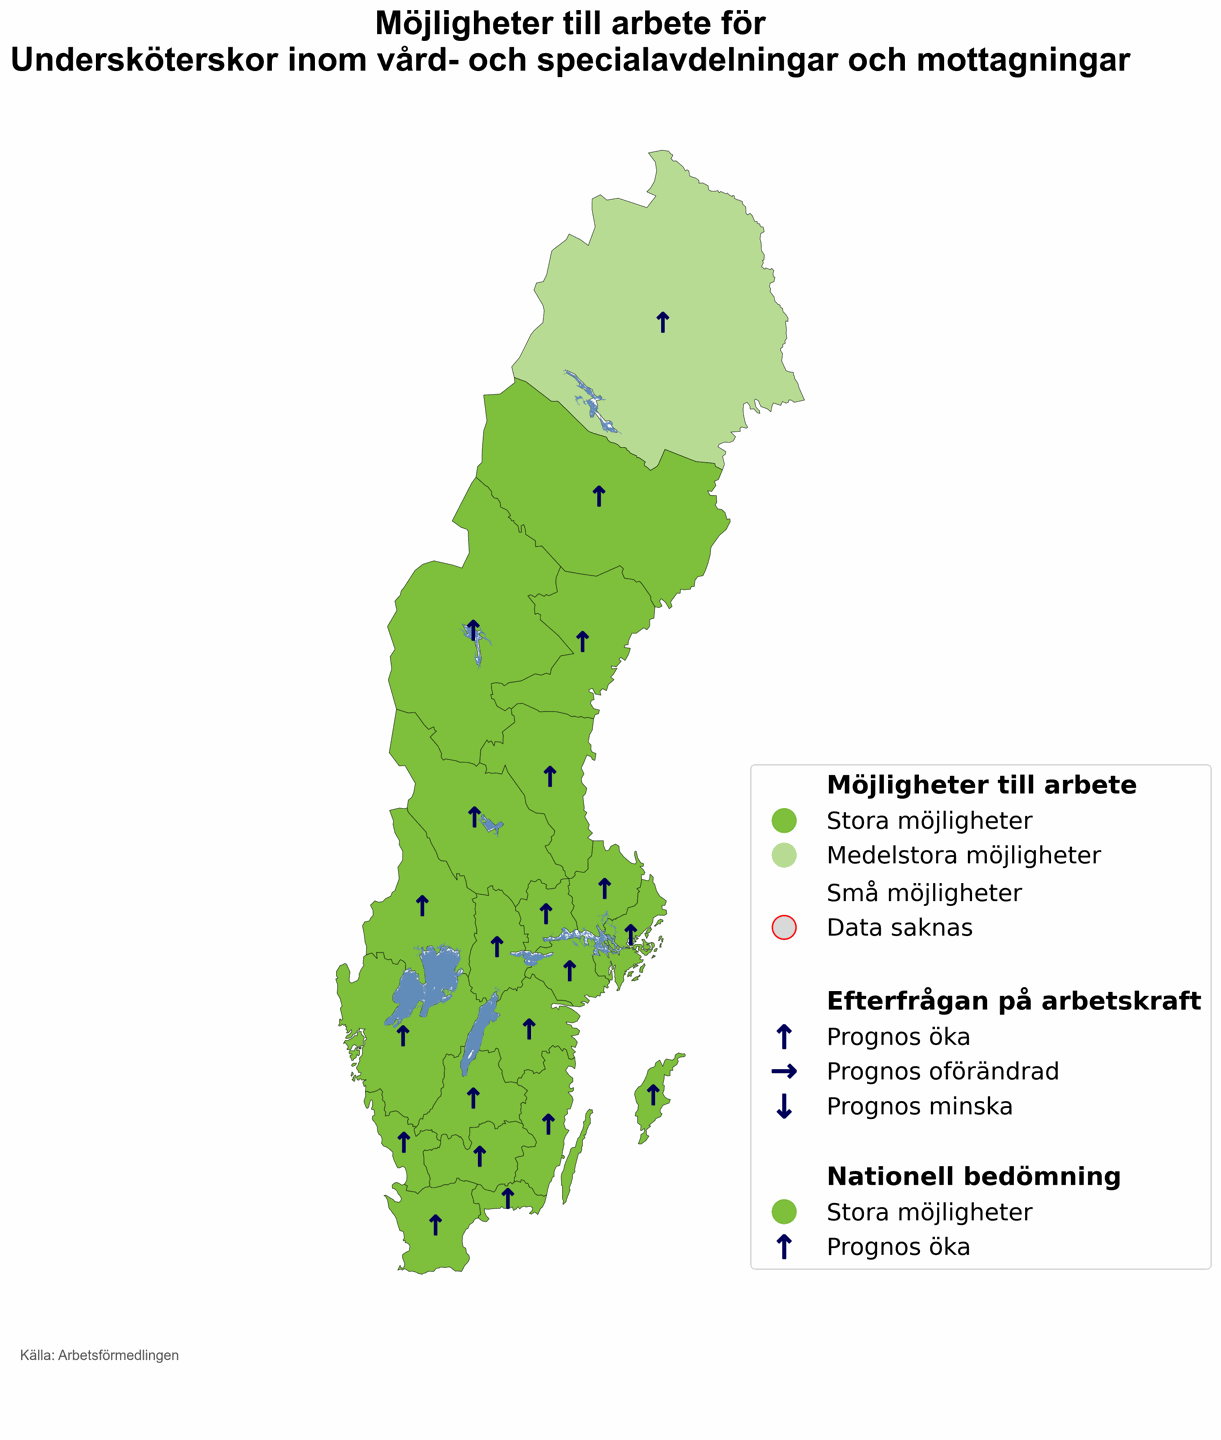 Möjligheter till arbete för
Undersköterskor inom vård- och specialavdelningar och mottagningar
Möjligheter till arbete
Stora möjligheter
Medelstora möjligheter
Små möjligheter
Data saknas
Efterfrågan på arbetskraft
Prognos öka
Prognos oförändrad
Prognos minska
Nationell bedömning
Stora möjligheter
Prognos öka
Källa: Arbetsförmedlingen